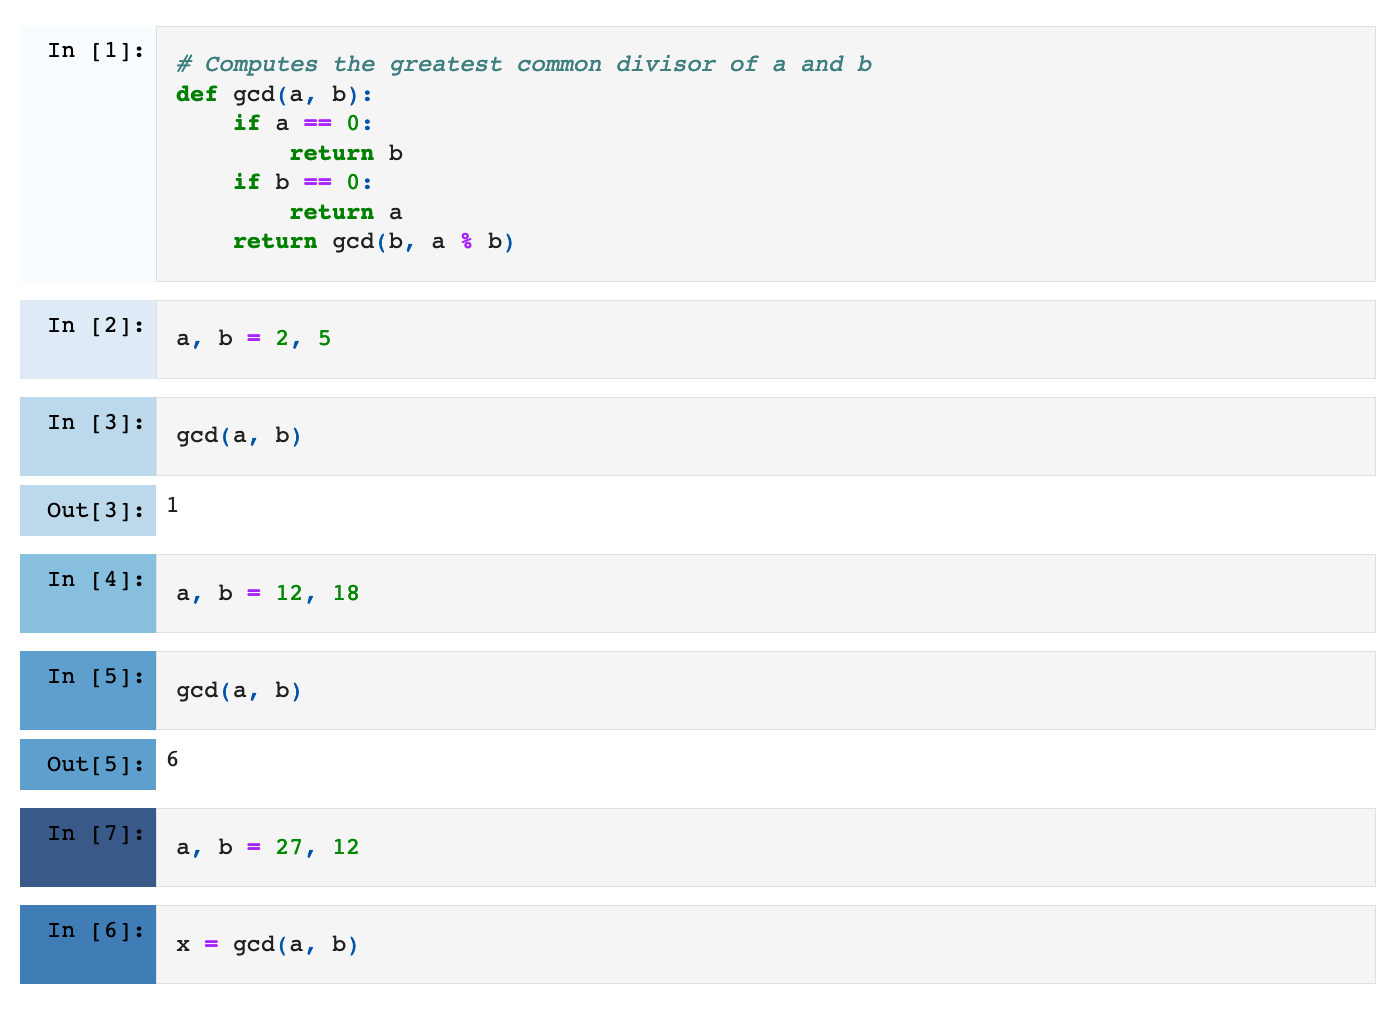 In [1]:
# Computes the greatest common divisor of a and b
def gcd(a, b):
    if a == 0:
        return b
    if b == 0:
        return a
    return gcd(b, a % b)
In [2]:
a, b = 2, 5
In [3]:
gcd(a, b)
Out[3]:
1
In [4]:
a, b = 12, 18
In [5]:
gcd(a, b)
Out[5]:
6
In [7]:
a, b = 27, 12
In [6]:
x = gcd(a, b)